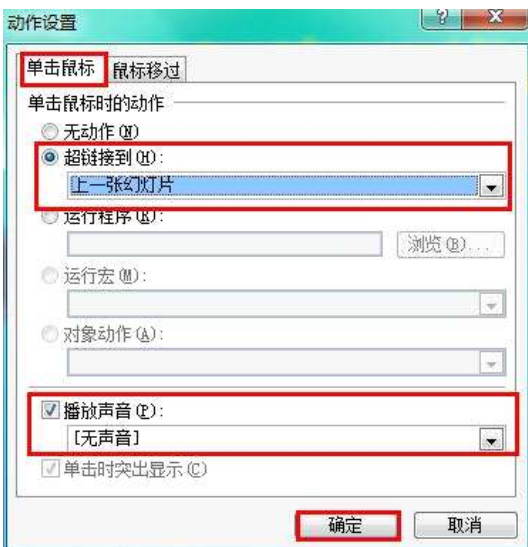 动作设置
单击鼠标 鼠标移过
单击鼠标时的动作
无动作(N)
超链接到(H):
上一张幻灯片
运行程序(R):
浏览(B)...
运行宏(M):
对象动作(A):
播放声音(P):
[无声音]
单击时突出显示(C)
确定 取消